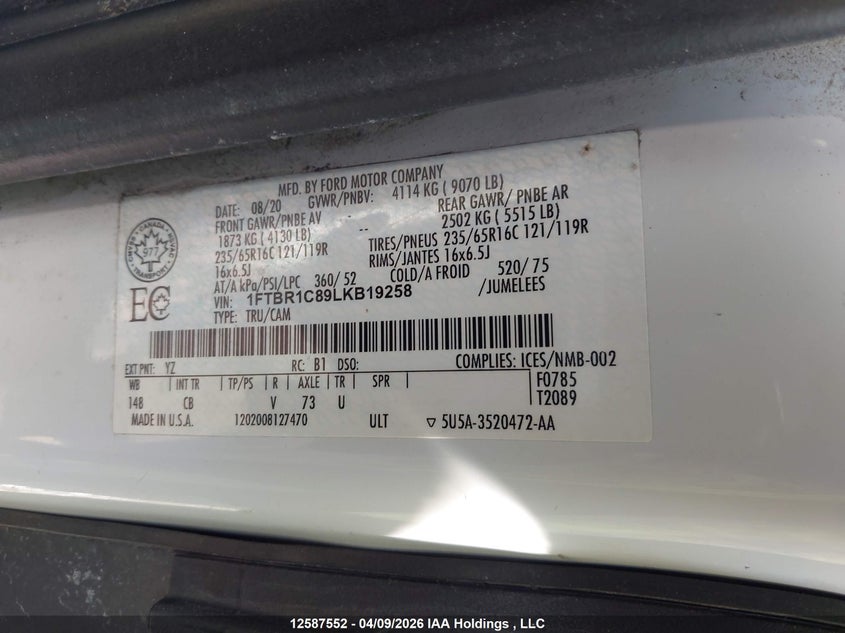 MFD. BY FORD MOTOR COMPANY
DATE: 08/20 GVWR/PNBV: 4114 KG ( 9070 LB)
FRONT GAWR/PNBE AV -- REAR GAWR/ PNBE AR
1873 KG ( 4130 LB) 2502 KG ( 5515 LB)
235/65R16C 121/119R TIRES/PNEUS 235/65R16C 121/119R
16x6.5J RIMS/JANTES 16x6.5J
AT/A kPa/PSI/LPC 360/ 52 COLD/A FROID 520/ 75
VIN: 1FTBR1C89LKB19258 /JUMELEES
TYPE: TRU/CAM
CANADA
977
TRANSPORT
EC
EXT PNT: YZ RC: B1 DSO: COMPLIES: ICES/NMB-002
WB INT TR TP/PS R AXLE TR SPR F0785
148 CB V 73 U T2089
MADE IN U.S.A. 1202008127470 ULT ▽ 5U5A-3520472-AA
12587552 - 04/09/2026 IAA Holdings , LLC